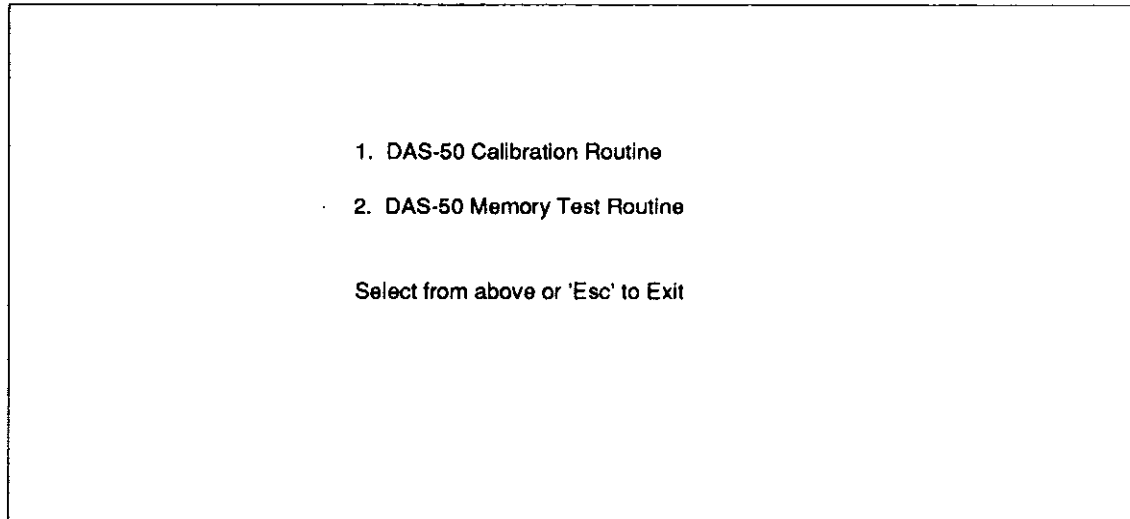 1. DAS-50 Calibration Routine
2. DAS-50 Memory Test Routine
Select from above or 'Esc' to Exit